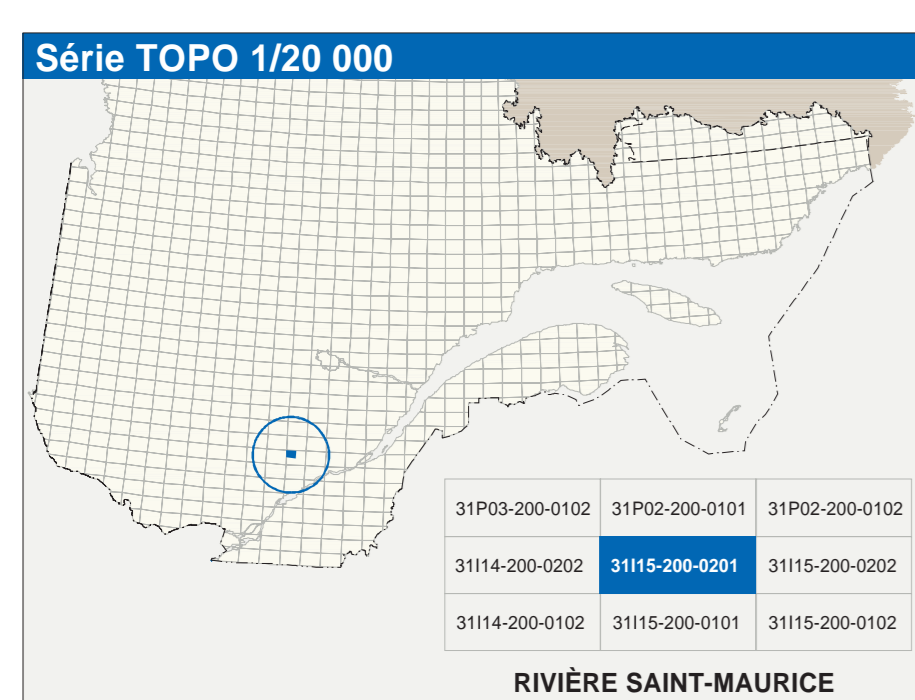 Série TOPO 1/20 000
31P03-200-0102 31P02-200-0101 31P02-200-0102
31I14-200-0202 31I15-200-0201 31I15-200-0202
31I14-200-0102 31I15-200-0101 31I15-200-0102
RIVIÈRE SAINT-MAURICE